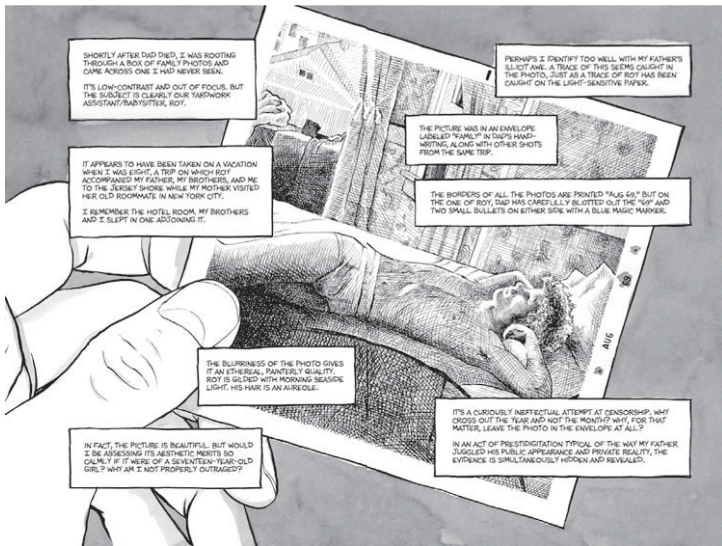 SHORTLY AFTER DAD DIED, I WAS ROOTING
THROUGH A BOX OF FAMILY PHOTOS AND
CAME ACROSS ONE I HAD NEVER SEEN.
IT'S LOW-CONTRAST AND OUT OF FOCUS. BUT
THE SUBJECT IS CLEARLY OUR YARDWORK
ASSISTANT/BABYSITTER, ROY.
PERHAPS I IDENTIFY TOO WELL WITH MY FATHER'S
ILLICIT AWE. A TRACE OF THIS SEEMS CAUGHT IN
THE PHOTO, JUST AS A TRACE OF ROY HAS BEEN
CAUGHT ON THE LIGHT-SENSITIVE PAPER.
THE PICTURE WAS IN AN ENVELOPE
LABELED "FAMILY" IN DAD'S HAND-
WRITING, ALONG WITH OTHER SHOTS
FROM THE SAME TRIP.
IT APPEARS TO HAVE BEEN TAKEN ON A VACATION
WHEN I WAS EIGHT, A TRIP ON WHICH ROY
ACCOMPANIED MY FATHER, MY BROTHERS, AND ME
TO THE JERSEY SHORE WHILE MY MOTHER VISITED
HER OLD ROOMMATE IN NEW YORK CITY.
I REMEMBER THE HOTEL ROOM. MY BROTHERS
AND I SLEPT IN ONE ADJOINING IT.
THE BORDERS OF ALL THE PHOTOS ARE PRINTED "AUG 69," BUT ON
THE ONE OF ROY, DAD HAS CAREFULLY BLOTTED OUT THE "69" AND
TWO SMALL BULLETS ON EITHER SIDE WITH A BLUE MAGIC MARKER.
69
AUG
THE BLURRINESS OF THE PHOTO GIVES
IT AN ETHEREAL, PAINTERLY QUALITY.
ROY IS GILDED WITH MORNING SEASIDE
LIGHT. HIS HAIR IS AN AUREOLE.
IN FACT, THE PICTURE IS BEAUTIFUL. BUT WOULD
I BE ASSESSING ITS AESTHETIC MERITS SO
CALMLY IF IT WERE OF A SEVENTEEN-YEAR-OLD
GIRL? WHY AM I NOT PROPERLY OUTRAGED?
IT'S A CURIOUSLY INEFFECTUAL ATTEMPT AT CENSORSHIP. WHY
CROSS OUT THE YEAR AND NOT THE MONTH? WHY, FOR THAT
MATTER, LEAVE THE PHOTO IN THE ENVELOPE AT ALL?
IN AN ACT OF PRESTIDIGITATION TYPICAL OF THE WAY MY FATHER
JUGGLED HIS PUBLIC APPEARANCE AND PRIVATE REALITY, THE
EVIDENCE IS SIMULTANEOUSLY HIDDEN AND REVEALED.